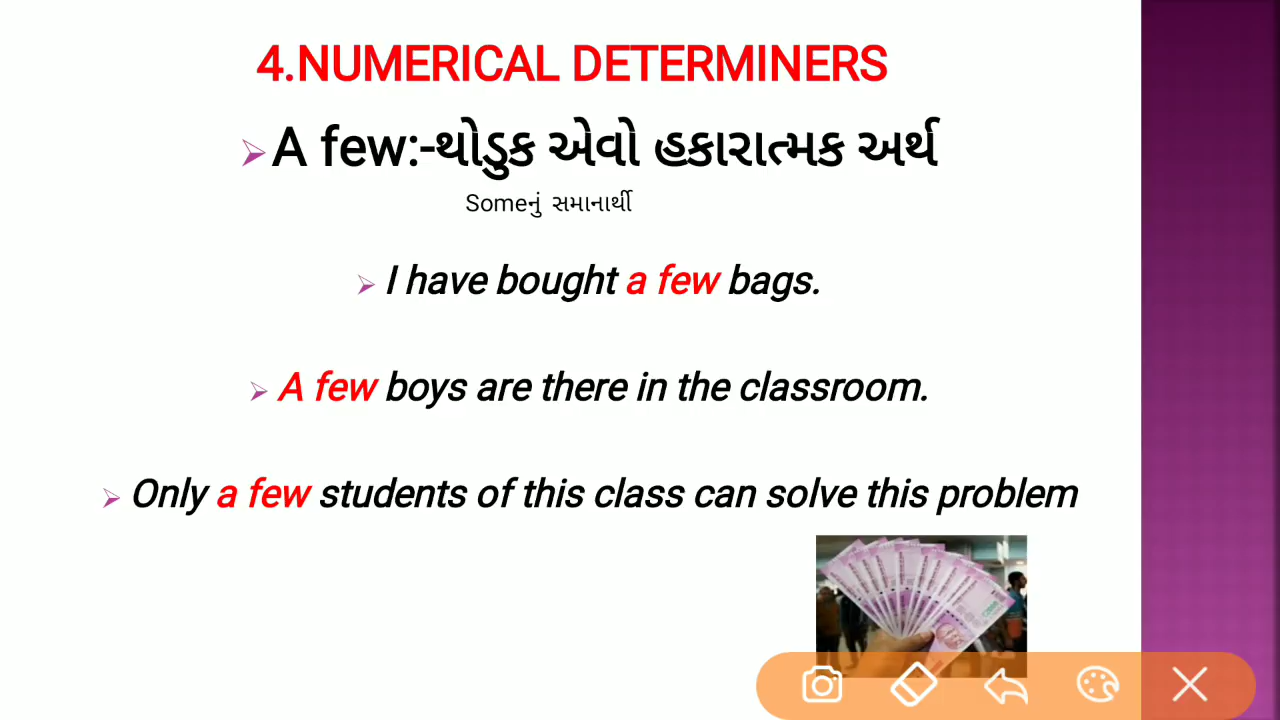 4.NUMERICAL DETERMINERS
A few:-થોડુક એવો હકારાત્મક અર્થ
Someનું સમાનાર્થી
I have bought a few bags.
A few boys are there in the classroom.
Only a few students of this class can solve this problem